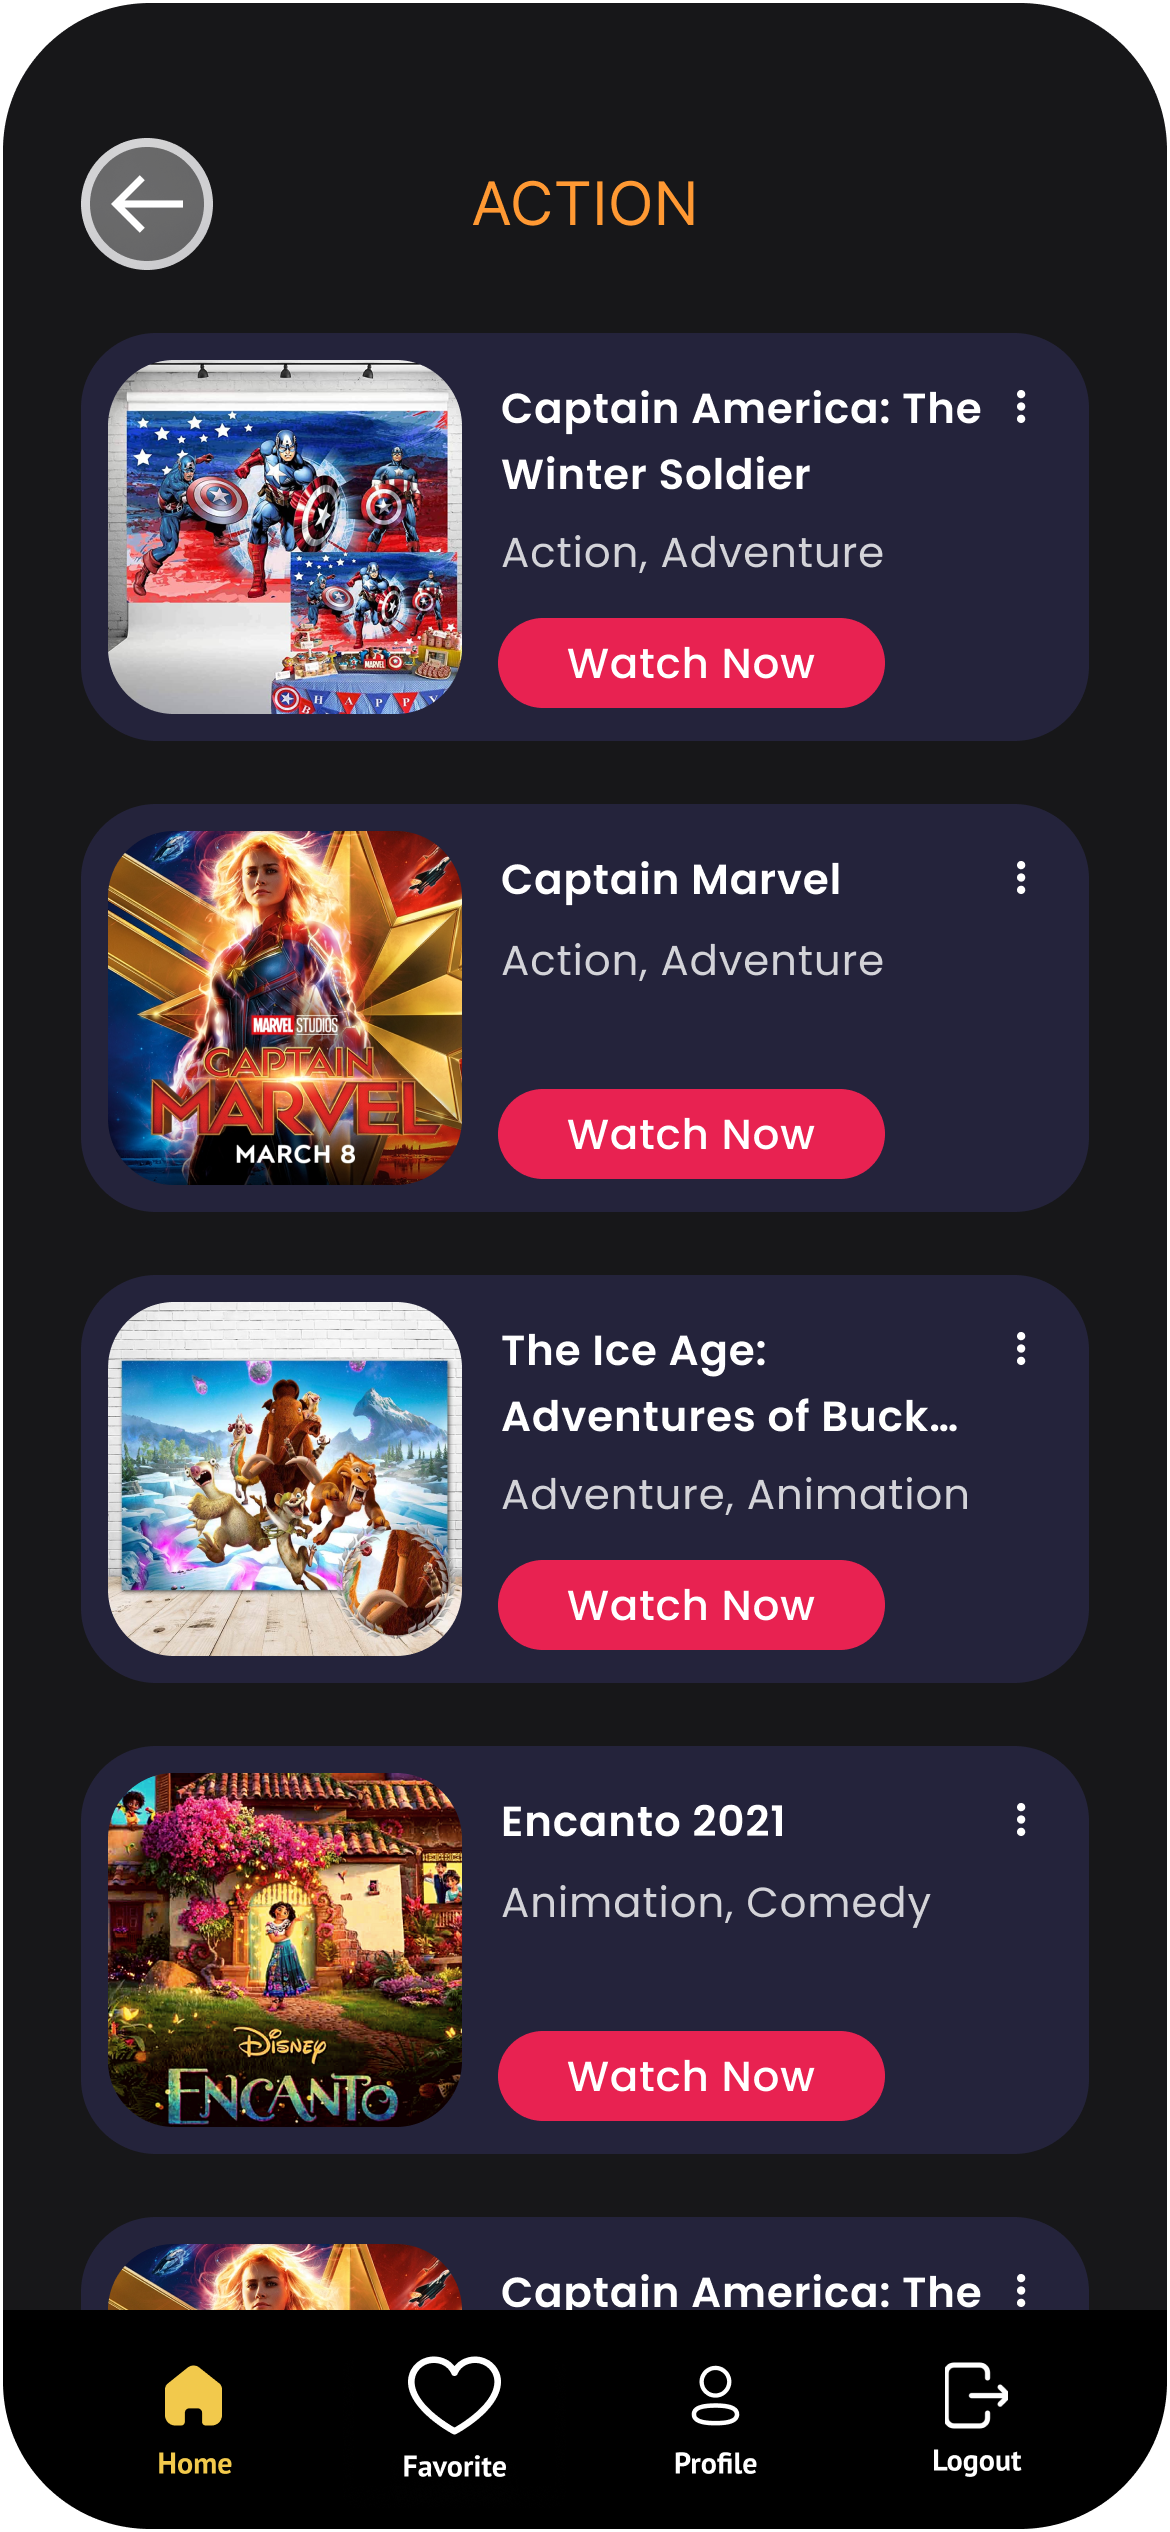 ACTION
Captain America: The
Winter Soldier
Action, Adventure
Watch Now
MARVEL
H A P P Y
B
Captain Marvel
Action, Adventure
Watch Now
MARVEL STUDIOS
CAPTAIN
MARVEL
MARCH 8
The Ice Age:
Adventures of Buck...
Adventure, Animation
Watch Now
Encanto 2021
Animation, Comedy
Watch Now
Disney
ENCANTO
Captain America: The
Home
Favorite
Profile
Logout